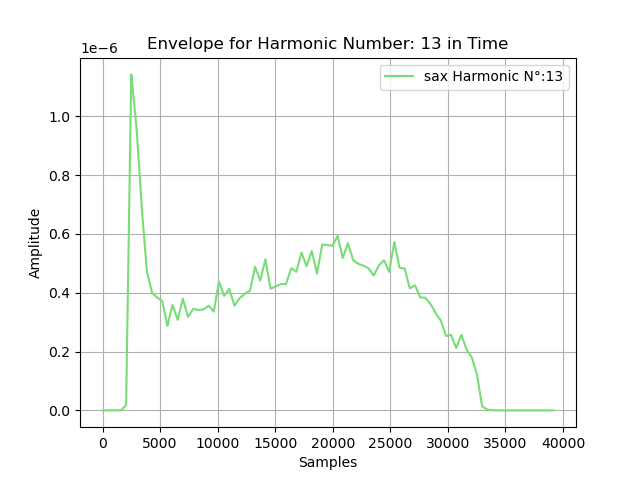 Envelope for Harmonic Number: 13 in Time
1e−6
sax Harmonic N°:13
1.0
0.8
0.6
0.4
0.2
0.0
Amplitude
0 5000 10000 15000 20000 25000 30000 35000 40000
Samples